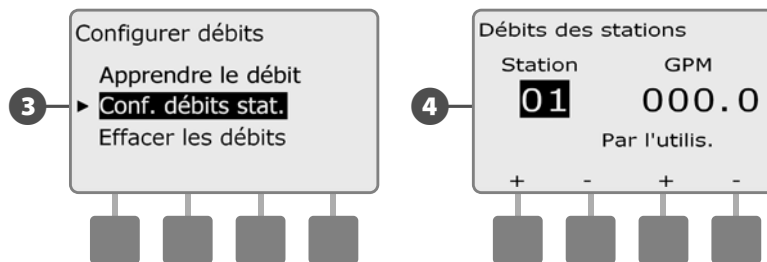 Configurer débits
Apprendre le débit
3 ► Conf. débits stat.
Effacer les débits
Débits des stations
Station GPM
4 01 000.0
Par l'utilis.
+ - + -